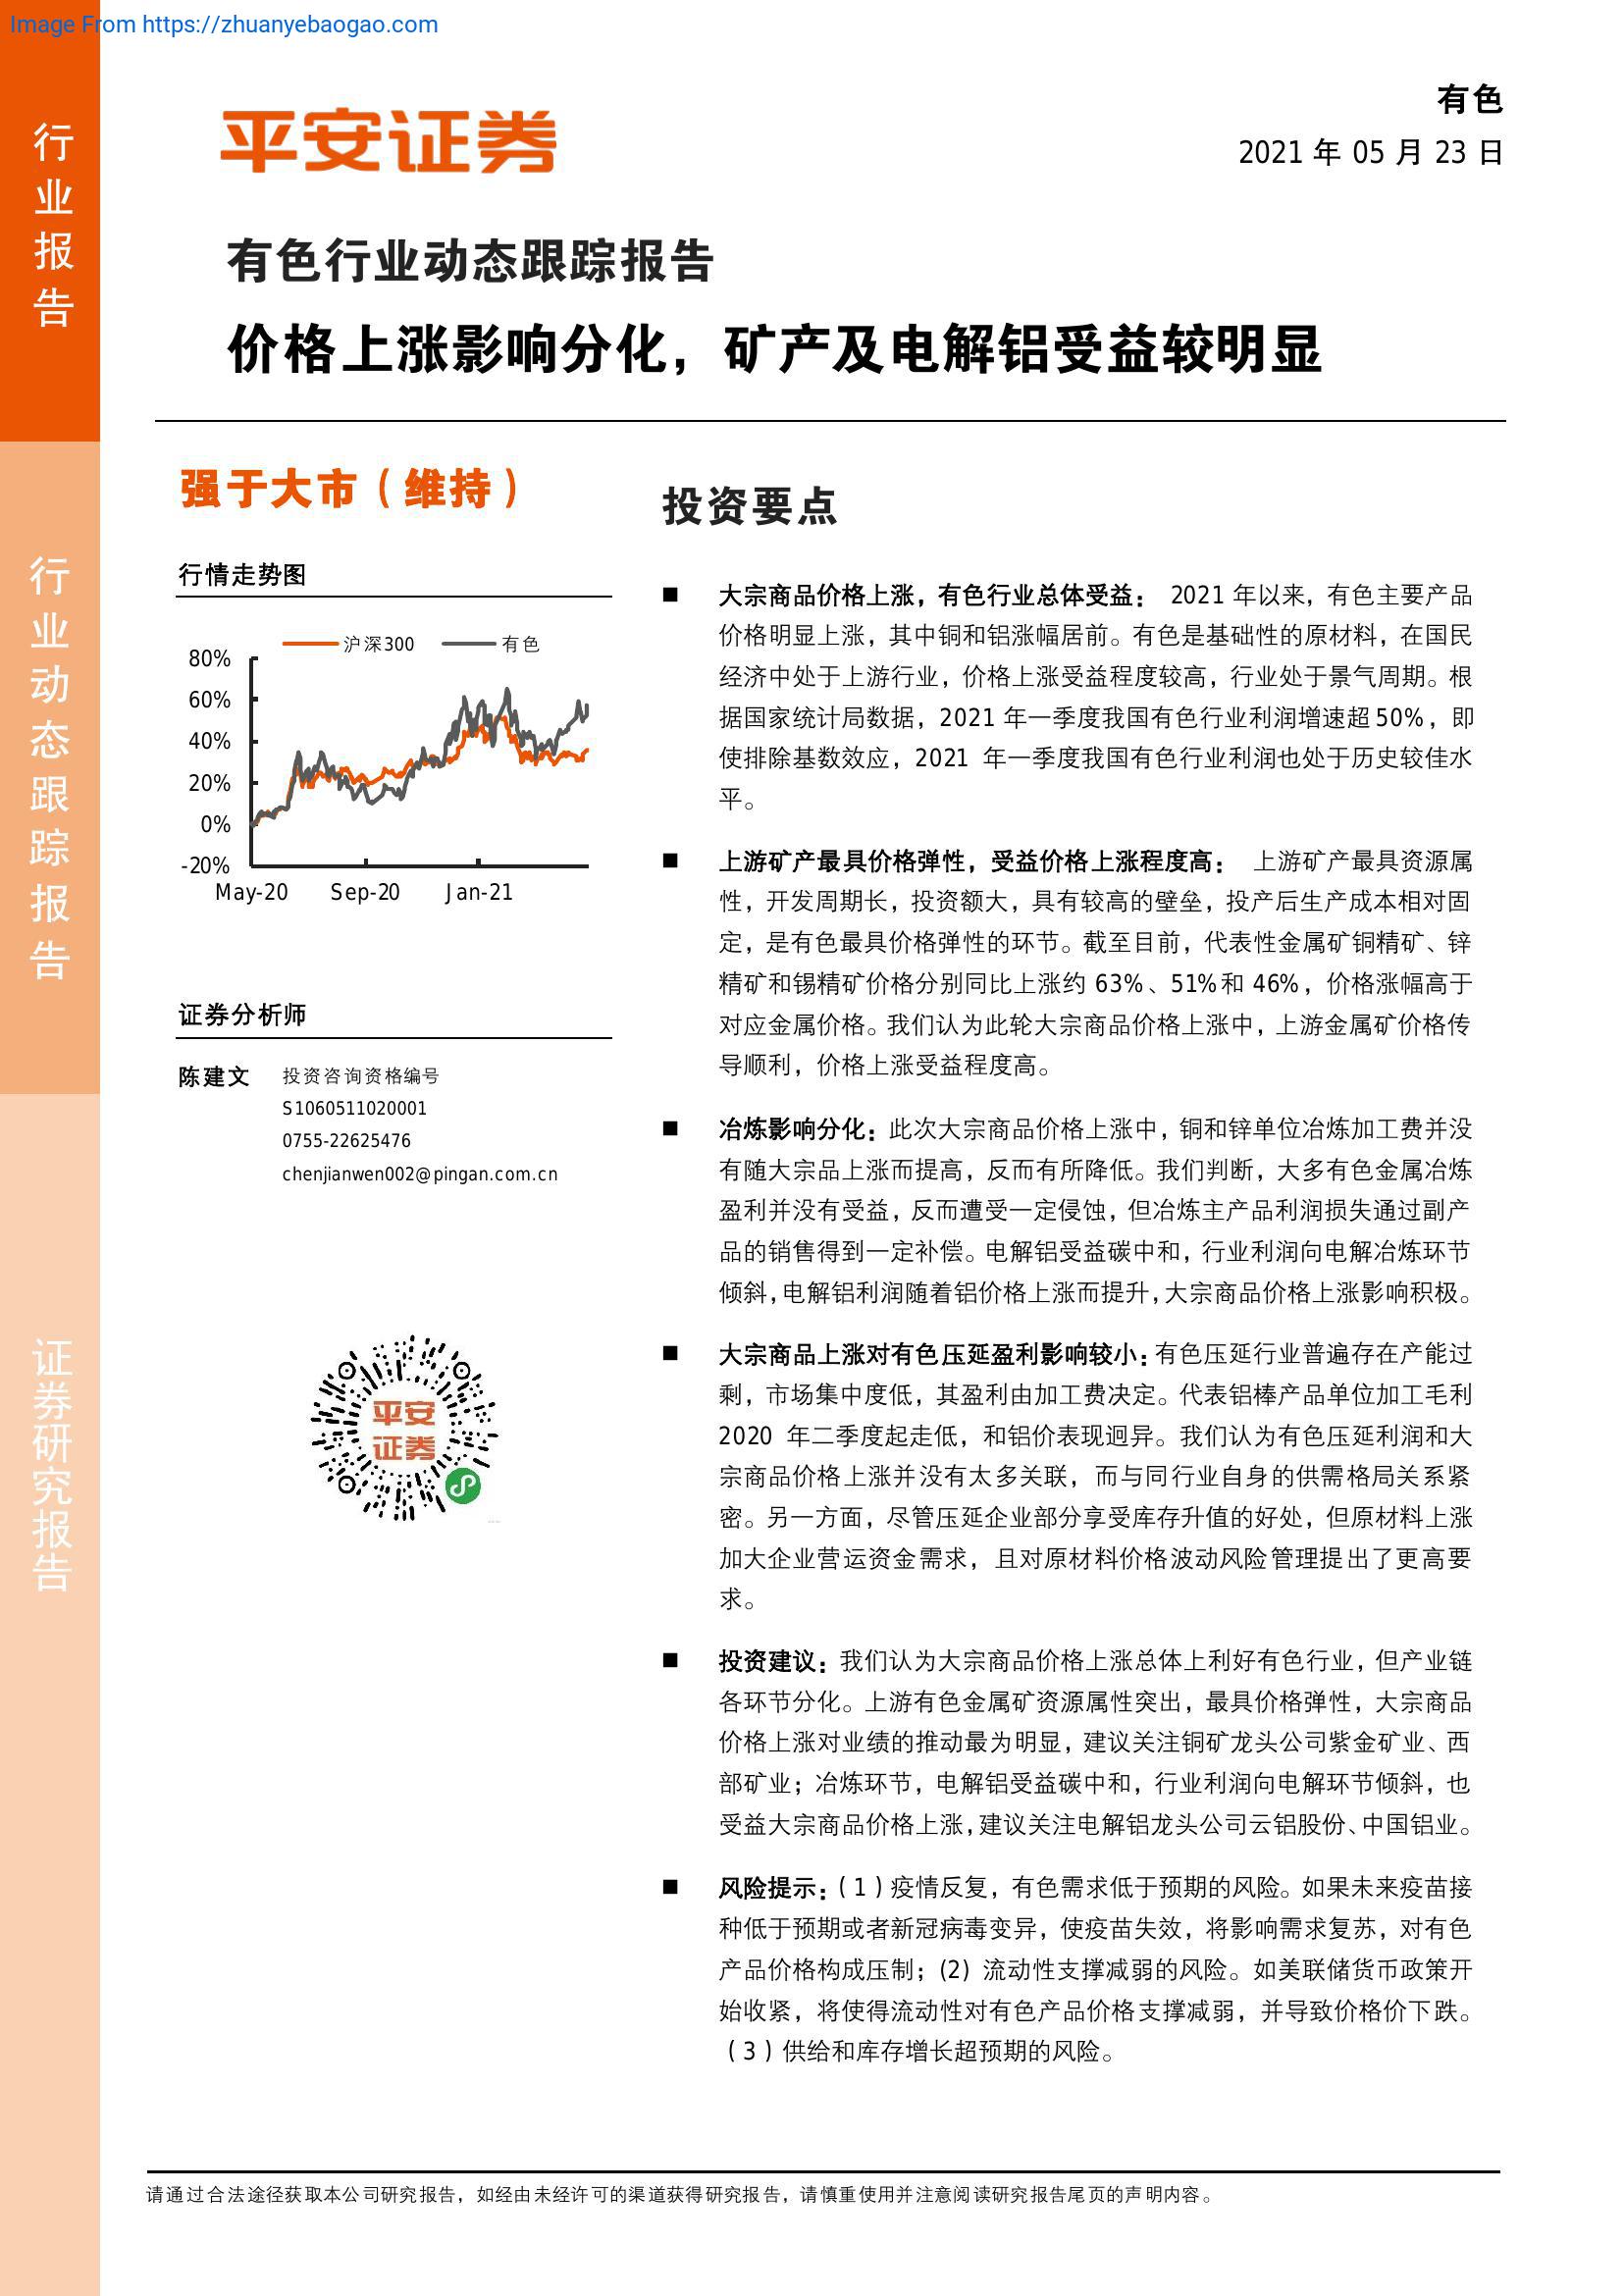 Image From https://zhuanyebaogao.com
行业报告
行业动态跟踪报告
证券研究报告
平安证券
有色
2021 年 05 月 23 日
有色行业动态跟踪报告
价格上涨影响分化，矿产及电解铝受益较明显
强于大市（维持）
行情走势图
沪深300 有色
80%
60%
40%
20%
0%
-20%
May-20 Sep-20 Jan-21
证券分析师
陈建文 投资咨询资格编号
S1060511020001
0755-22625476
chenjianwen002@pingan.com.cn
平安
证券
投资要点
■ 大宗商品价格上涨，有色行业总体受益： 2021 年以来，有色主要产品
价格明显上涨，其中铜和铝涨幅居前。有色是基础性的原材料，在国民
经济中处于上游行业，价格上涨受益程度较高，行业处于景气周期。根
据国家统计局数据，2021 年一季度我国有色行业利润增速超 50%，即
使排除基数效应，2021 年一季度我国有色行业利润也处于历史较佳水
平。
■ 上游矿产最具价格弹性，受益价格上涨程度高： 上游矿产最具资源属
性，开发周期长，投资额大，具有较高的壁垒，投产后生产成本相对固
定，是有色最具价格弹性的环节。截至目前，代表性金属矿铜精矿、锌
精矿和锡精矿价格分别同比上涨约 63%、51%和 46%，价格涨幅高于
对应金属价格。我们认为此轮大宗商品价格上涨中，上游金属矿价格传
导顺利，价格上涨受益程度高。
■ 冶炼影响分化：此次大宗商品价格上涨中，铜和锌单位冶炼加工费并没
有随大宗品上涨而提高，反而有所降低。我们判断，大多有色金属冶炼
盈利并没有受益，反而遭受一定侵蚀，但冶炼主产品利润损失通过副产
品的销售得到一定补偿。电解铝受益碳中和，行业利润向电解冶炼环节
倾斜，电解铝利润随着铝价格上涨而提升，大宗商品价格上涨影响积极。
■ 大宗商品上涨对有色压延盈利影响较小：有色压延行业普遍存在产能过
剩，市场集中度低，其盈利由加工费决定。代表铝棒产品单位加工毛利
2020 年二季度起走低，和铝价表现迥异。我们认为有色压延利润和大
宗商品价格上涨并没有太多关联，而与同行业自身的供需格局关系紧
密。另一方面，尽管压延企业部分享受库存升值的好处，但原材料上涨
加大企业营运资金需求，且对原材料价格波动风险管理提出了更高要
求。
■ 投资建议：我们认为大宗商品价格上涨总体上利好有色行业，但产业链
各环节分化。上游有色金属矿资源属性突出，最具价格弹性，大宗商品
价格上涨对业绩的推动最为明显，建议关注铜矿龙头公司紫金矿业、西
部矿业；冶炼环节，电解铝受益碳中和，行业利润向电解环节倾斜，也
受益大宗商品价格上涨，建议关注电解铝龙头公司云铝股份、中国铝业。
■ 风险提示：(1)疫情反复，有色需求低于预期的风险。如果未来疫苗接
种低于预期或者新冠病毒变异，使疫苗失效，将影响需求复苏，对有色
产品价格构成压制；(2) 流动性支撑减弱的风险。如美联储货币政策开
始收紧，将使得流动性对有色产品价格支撑减弱，并导致价格价下跌。
(3)供给和库存增长超预期的风险。
请通过合法途径获取本公司研究报告，如经由未经许可的渠道获得研究报告，请慎重使用并注意阅读研究报告尾页的声明内容。